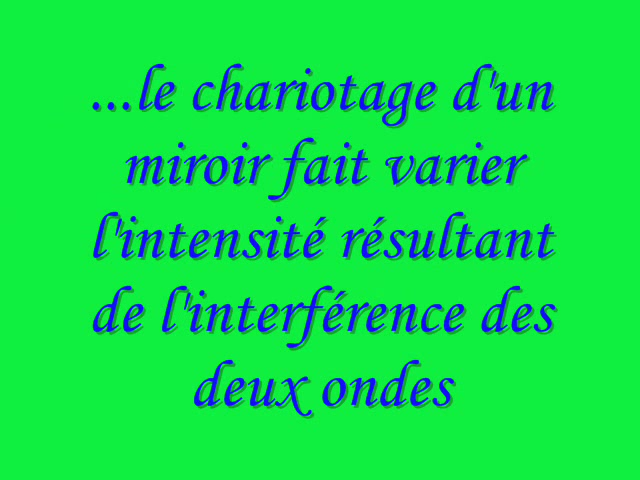 ...le chariotage d'un
miroir fait varier
l'intensité résultant
de l'interférence des
deux ondes